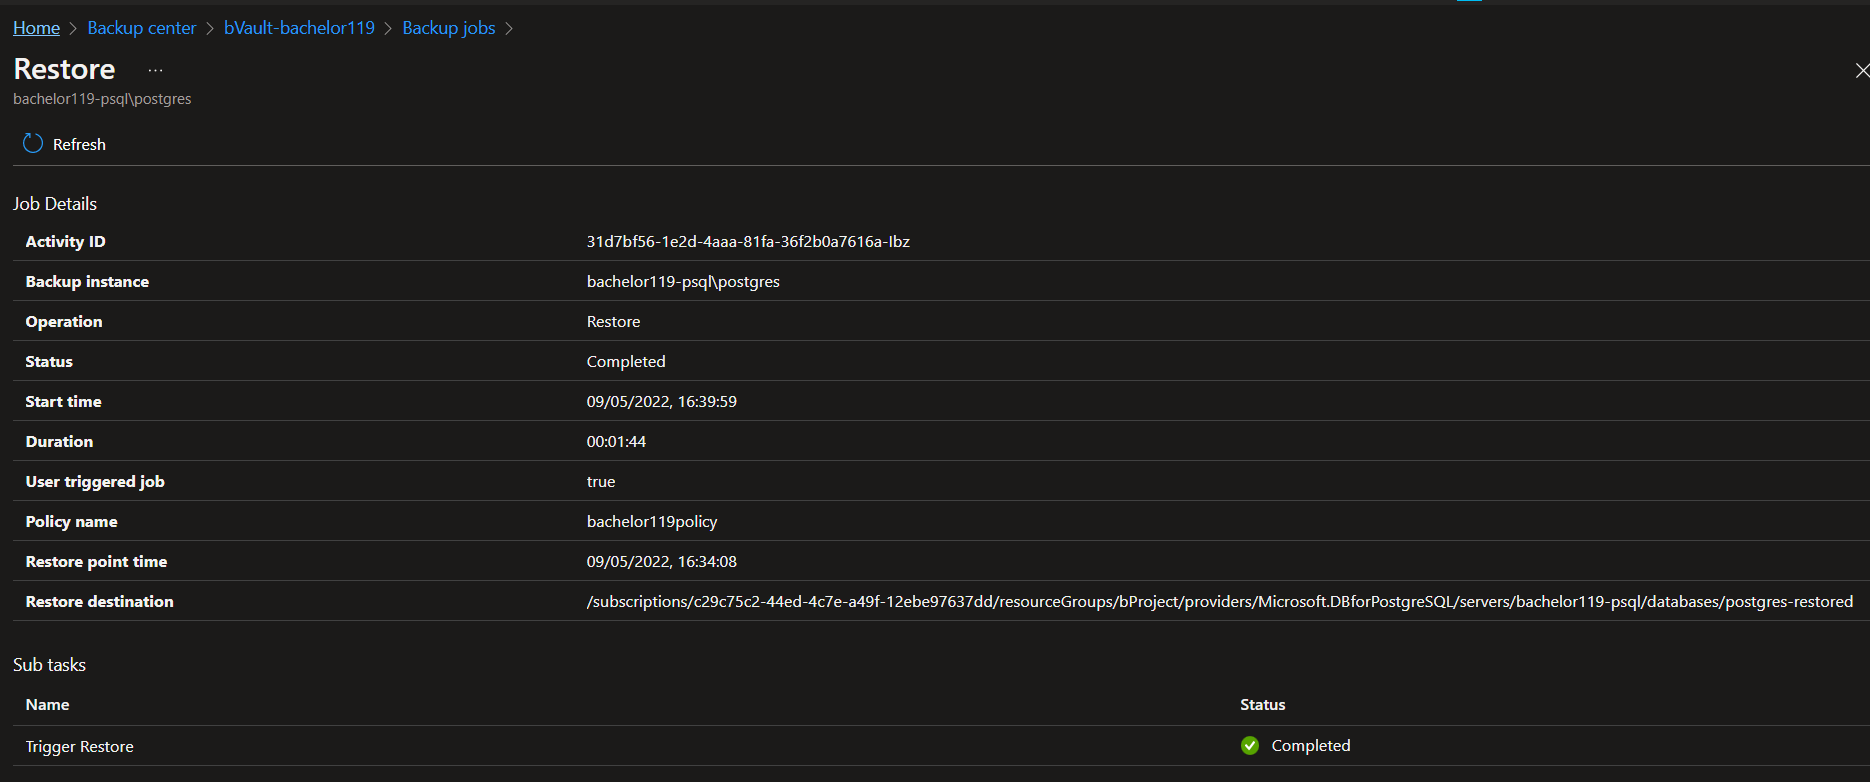 Home > Backup center > bVault-bachelor119 > Backup jobs >
Restore ...
bachelor119-psql\postgres
Refresh
Job Details
Activity ID 31d7bf56-1e2d-4aaa-81fa-36f2b0a7616a-Ibz
Backup instance bachelor119-psql\postgres
Operation Restore
Status Completed
Start time 09/05/2022, 16:39:59
Duration 00:01:44
User triggered job true
Policy name bachelor119policy
Restore point time 09/05/2022, 16:34:08
Restore destination /subscriptions/c29c75c2-44ed-4c7e-a49f-12ebe97637dd/resourceGroups/bProject/providers/Microsoft.DBforPostgreSQL/servers/bachelor119-psql/databases/postgres-restored
Sub tasks
Name Status
Trigger Restore Completed